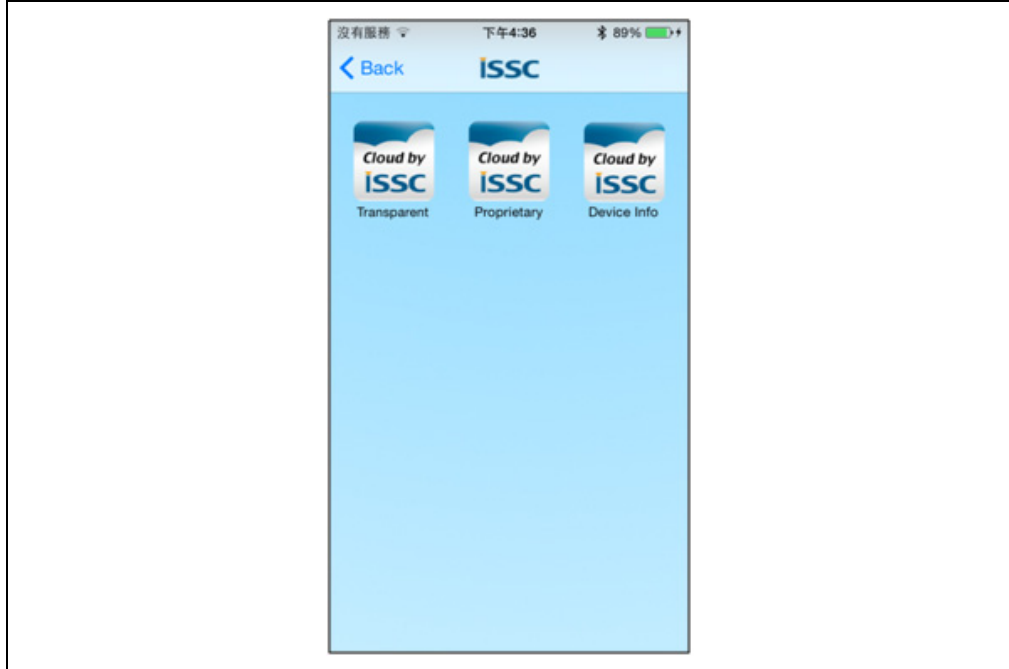 沒有服務 下午4:36 89%
Back ISSC
Cloud by Cloud by Cloud by
ISSC ISSC ISSC
Transparent Proprietary Device Info